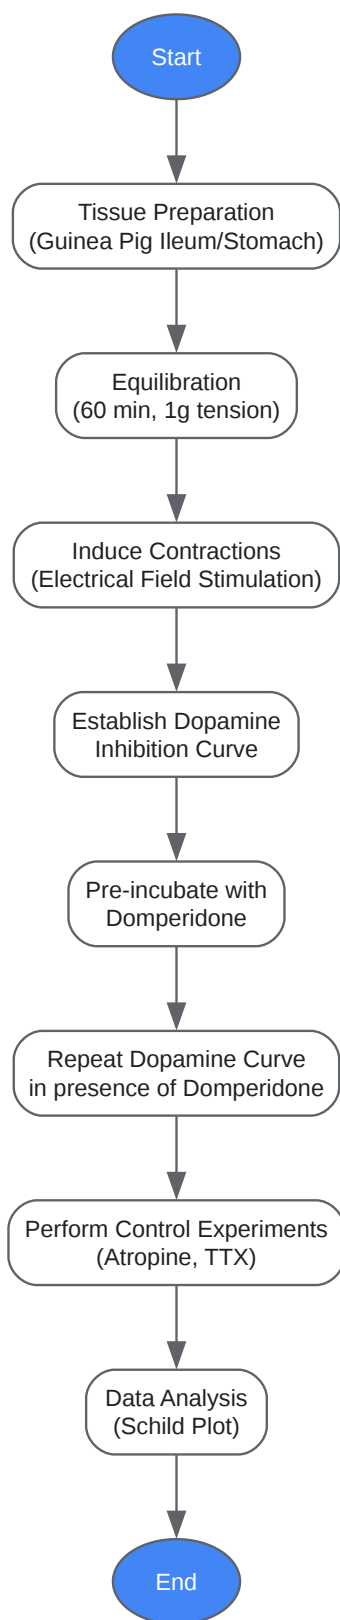 Start
Tissue Preparation
(Guinea Pig Ileum/Stomach)
Equilibration
(60 min, 1g tension)
Induce Contractions
(Electrical Field Stimulation)
Establish Dopamine
Inhibition Curve
Pre-incubate with
Domperidone
Repeat Dopamine Curve
in presence of Domperidone
Perform Control Experiments
(Atropine, TTX)
Data Analysis
(Schild Plot)
End